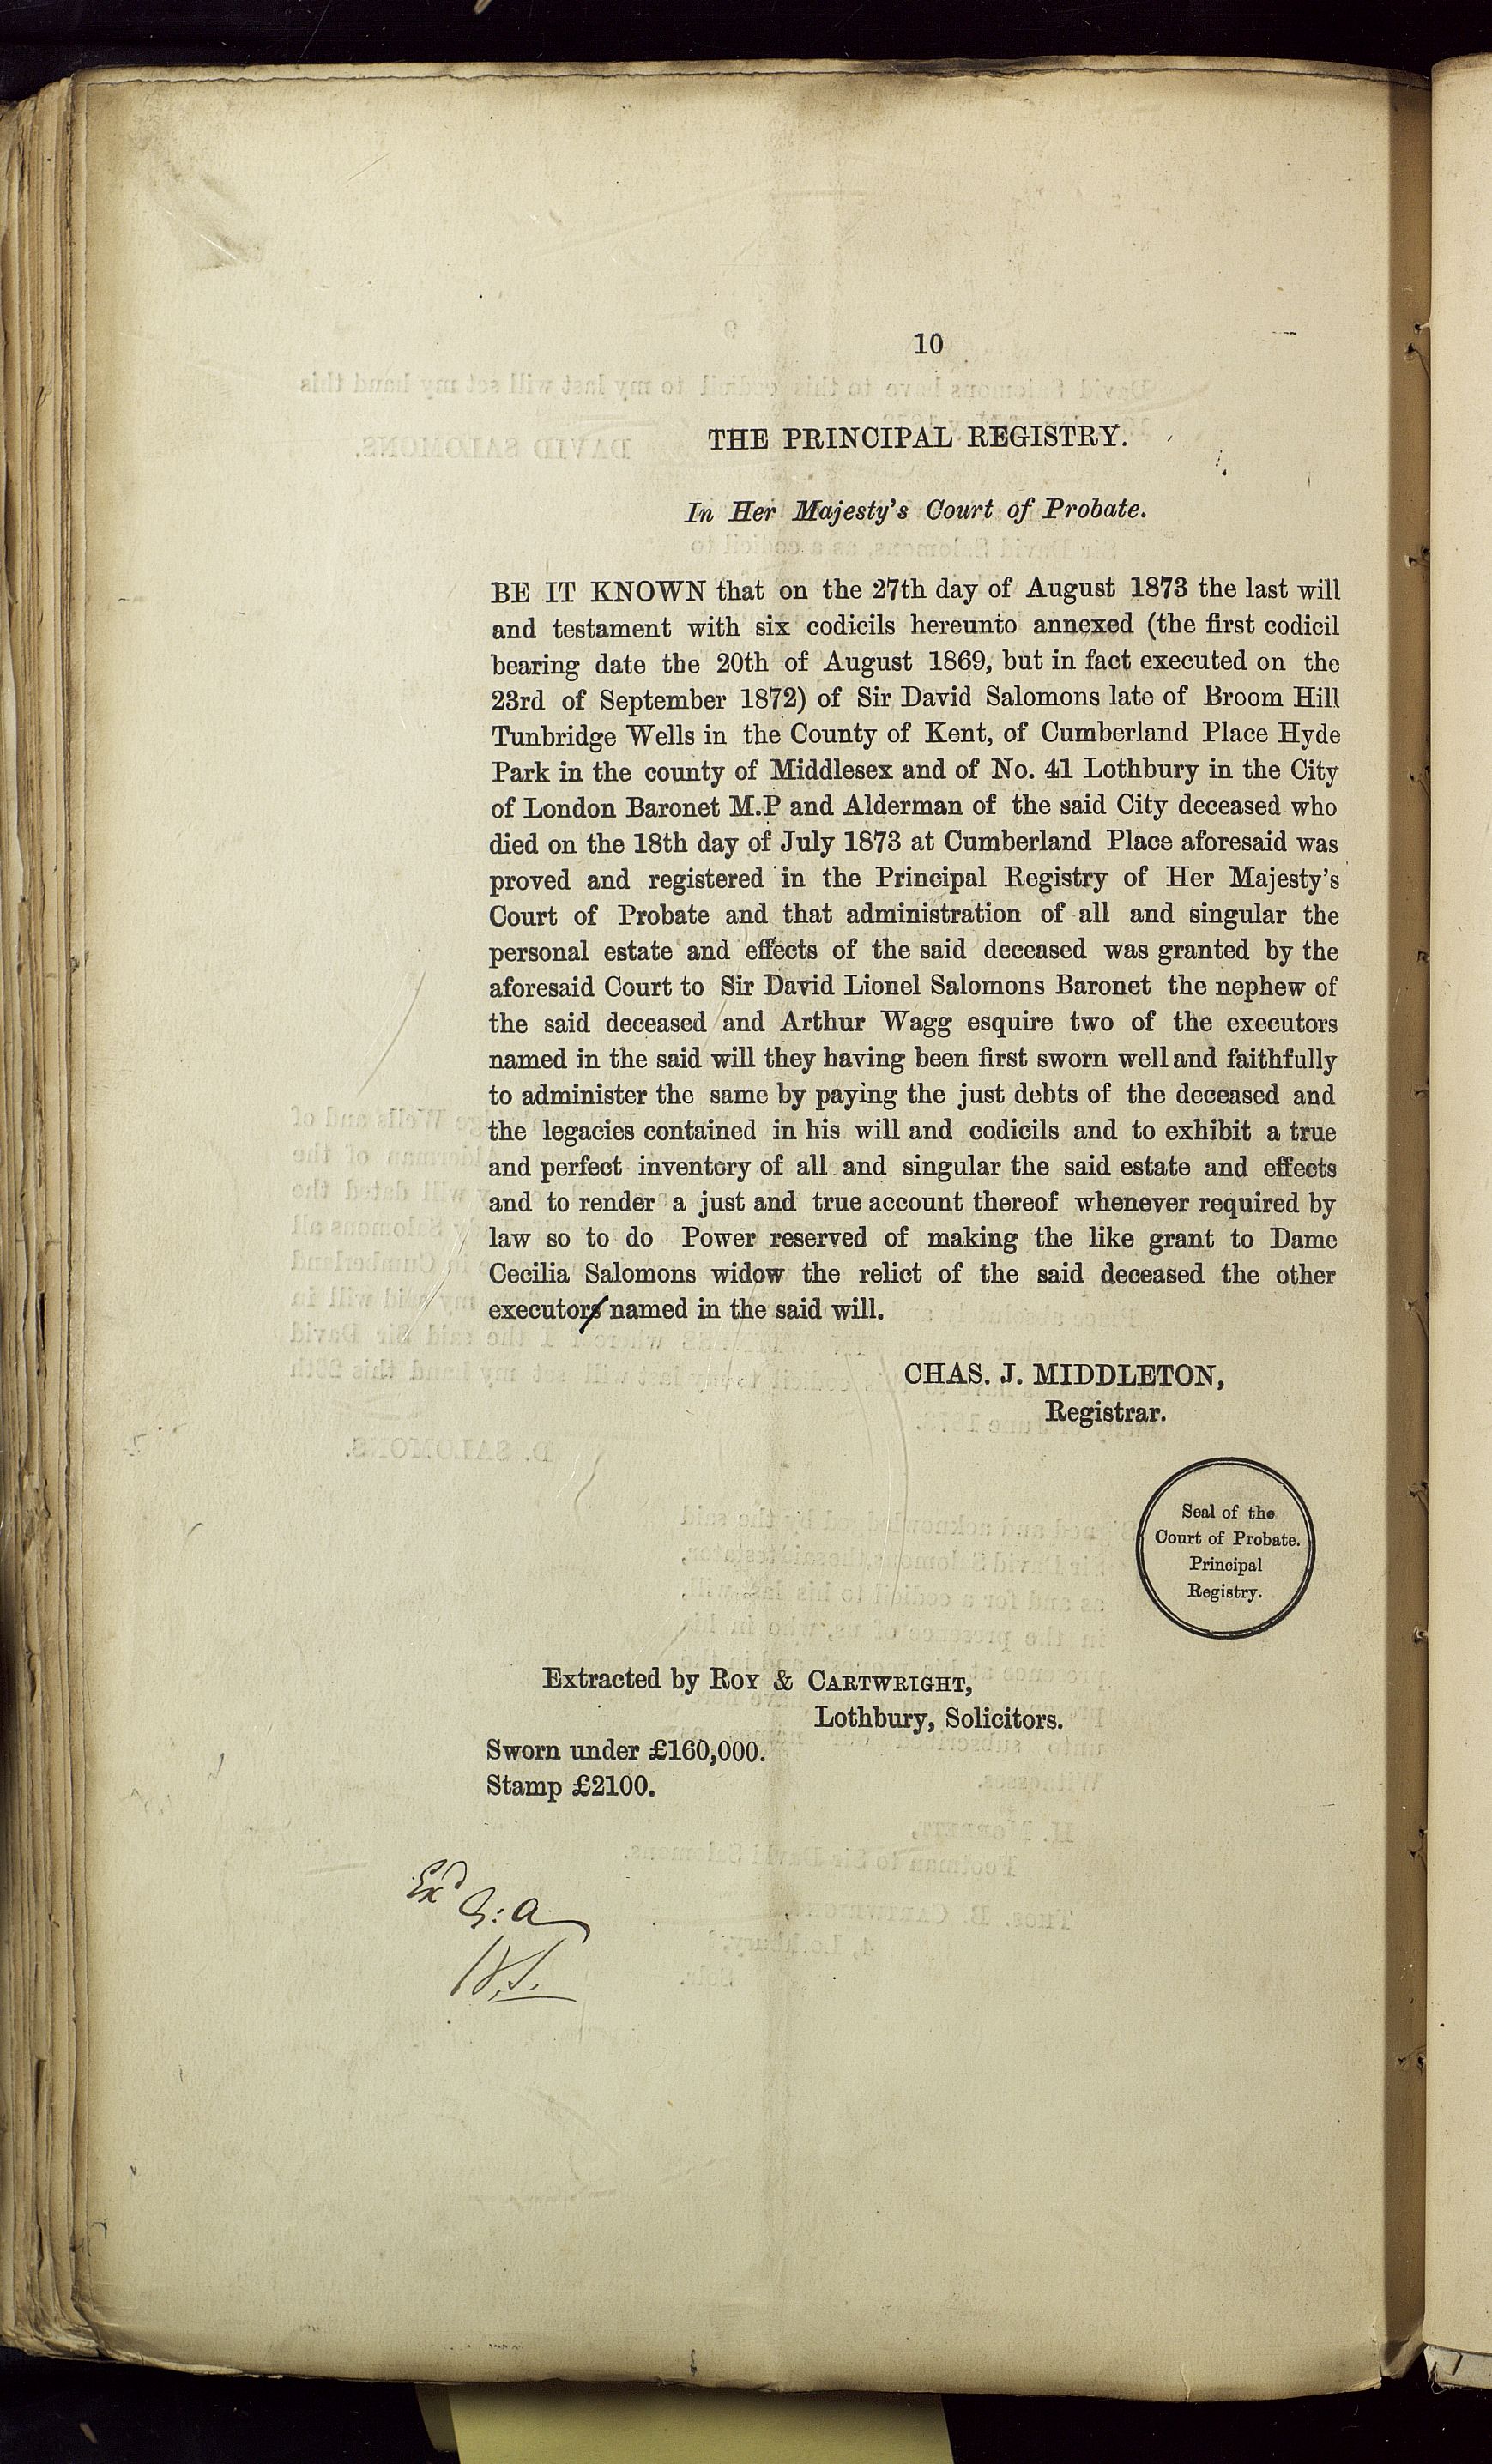 10
THE PRINCIPAL REGISTRY.
In Her Majesty's Court of Probate.
BE IT KNOWN that on the 27th day of August 1873 the last will
and testament with six codicils hereunto annexed (the first codicil
bearing date the 20th of August 1869, but in fact executed on the
23rd of September 1872) of Sir David Salomons late of Broom Hill
Tunbridge Wells in the County of Kent, of Cumberland Place Hyde
Park in the county of Middlesex and of No. 41 Lothbury in the City
of London Baronet M.P and Alderman of the said City deceased who
died on the 18th day of July 1873 at Cumberland Place aforesaid was
proved and registered in the Principal Registry of Her Majesty's
Court of Probate and that administration of all and singular the
personal estate and effects of the said deceased was granted by the
aforesaid Court to Sir David Lionel Salomons Baronet the nephew of
the said deceased and Arthur Wagg esquire two of the executors
named in the said will they having been first sworn well and faithfully
to administer the same by paying the just debts of the deceased and
the legacies contained in his will and codicils and to exhibit a true
and perfect inventory of all and singular the said estate and effects
and to render a just and true account thereof whenever required by
law so to do Power reserved of making the like grant to Dame
Cecilia Salomons widow the relict of the said deceased the other
executors named in the said will.
CHAS. J. MIDDLETON,
Registrar.
Seal of the
Court of Probate.
Principal
Registry.
Extracted by ROY & CARTWRIGHT,
Lothbury, Solicitors.
Sworn under £160,000.
Stamp £2100.
Exd